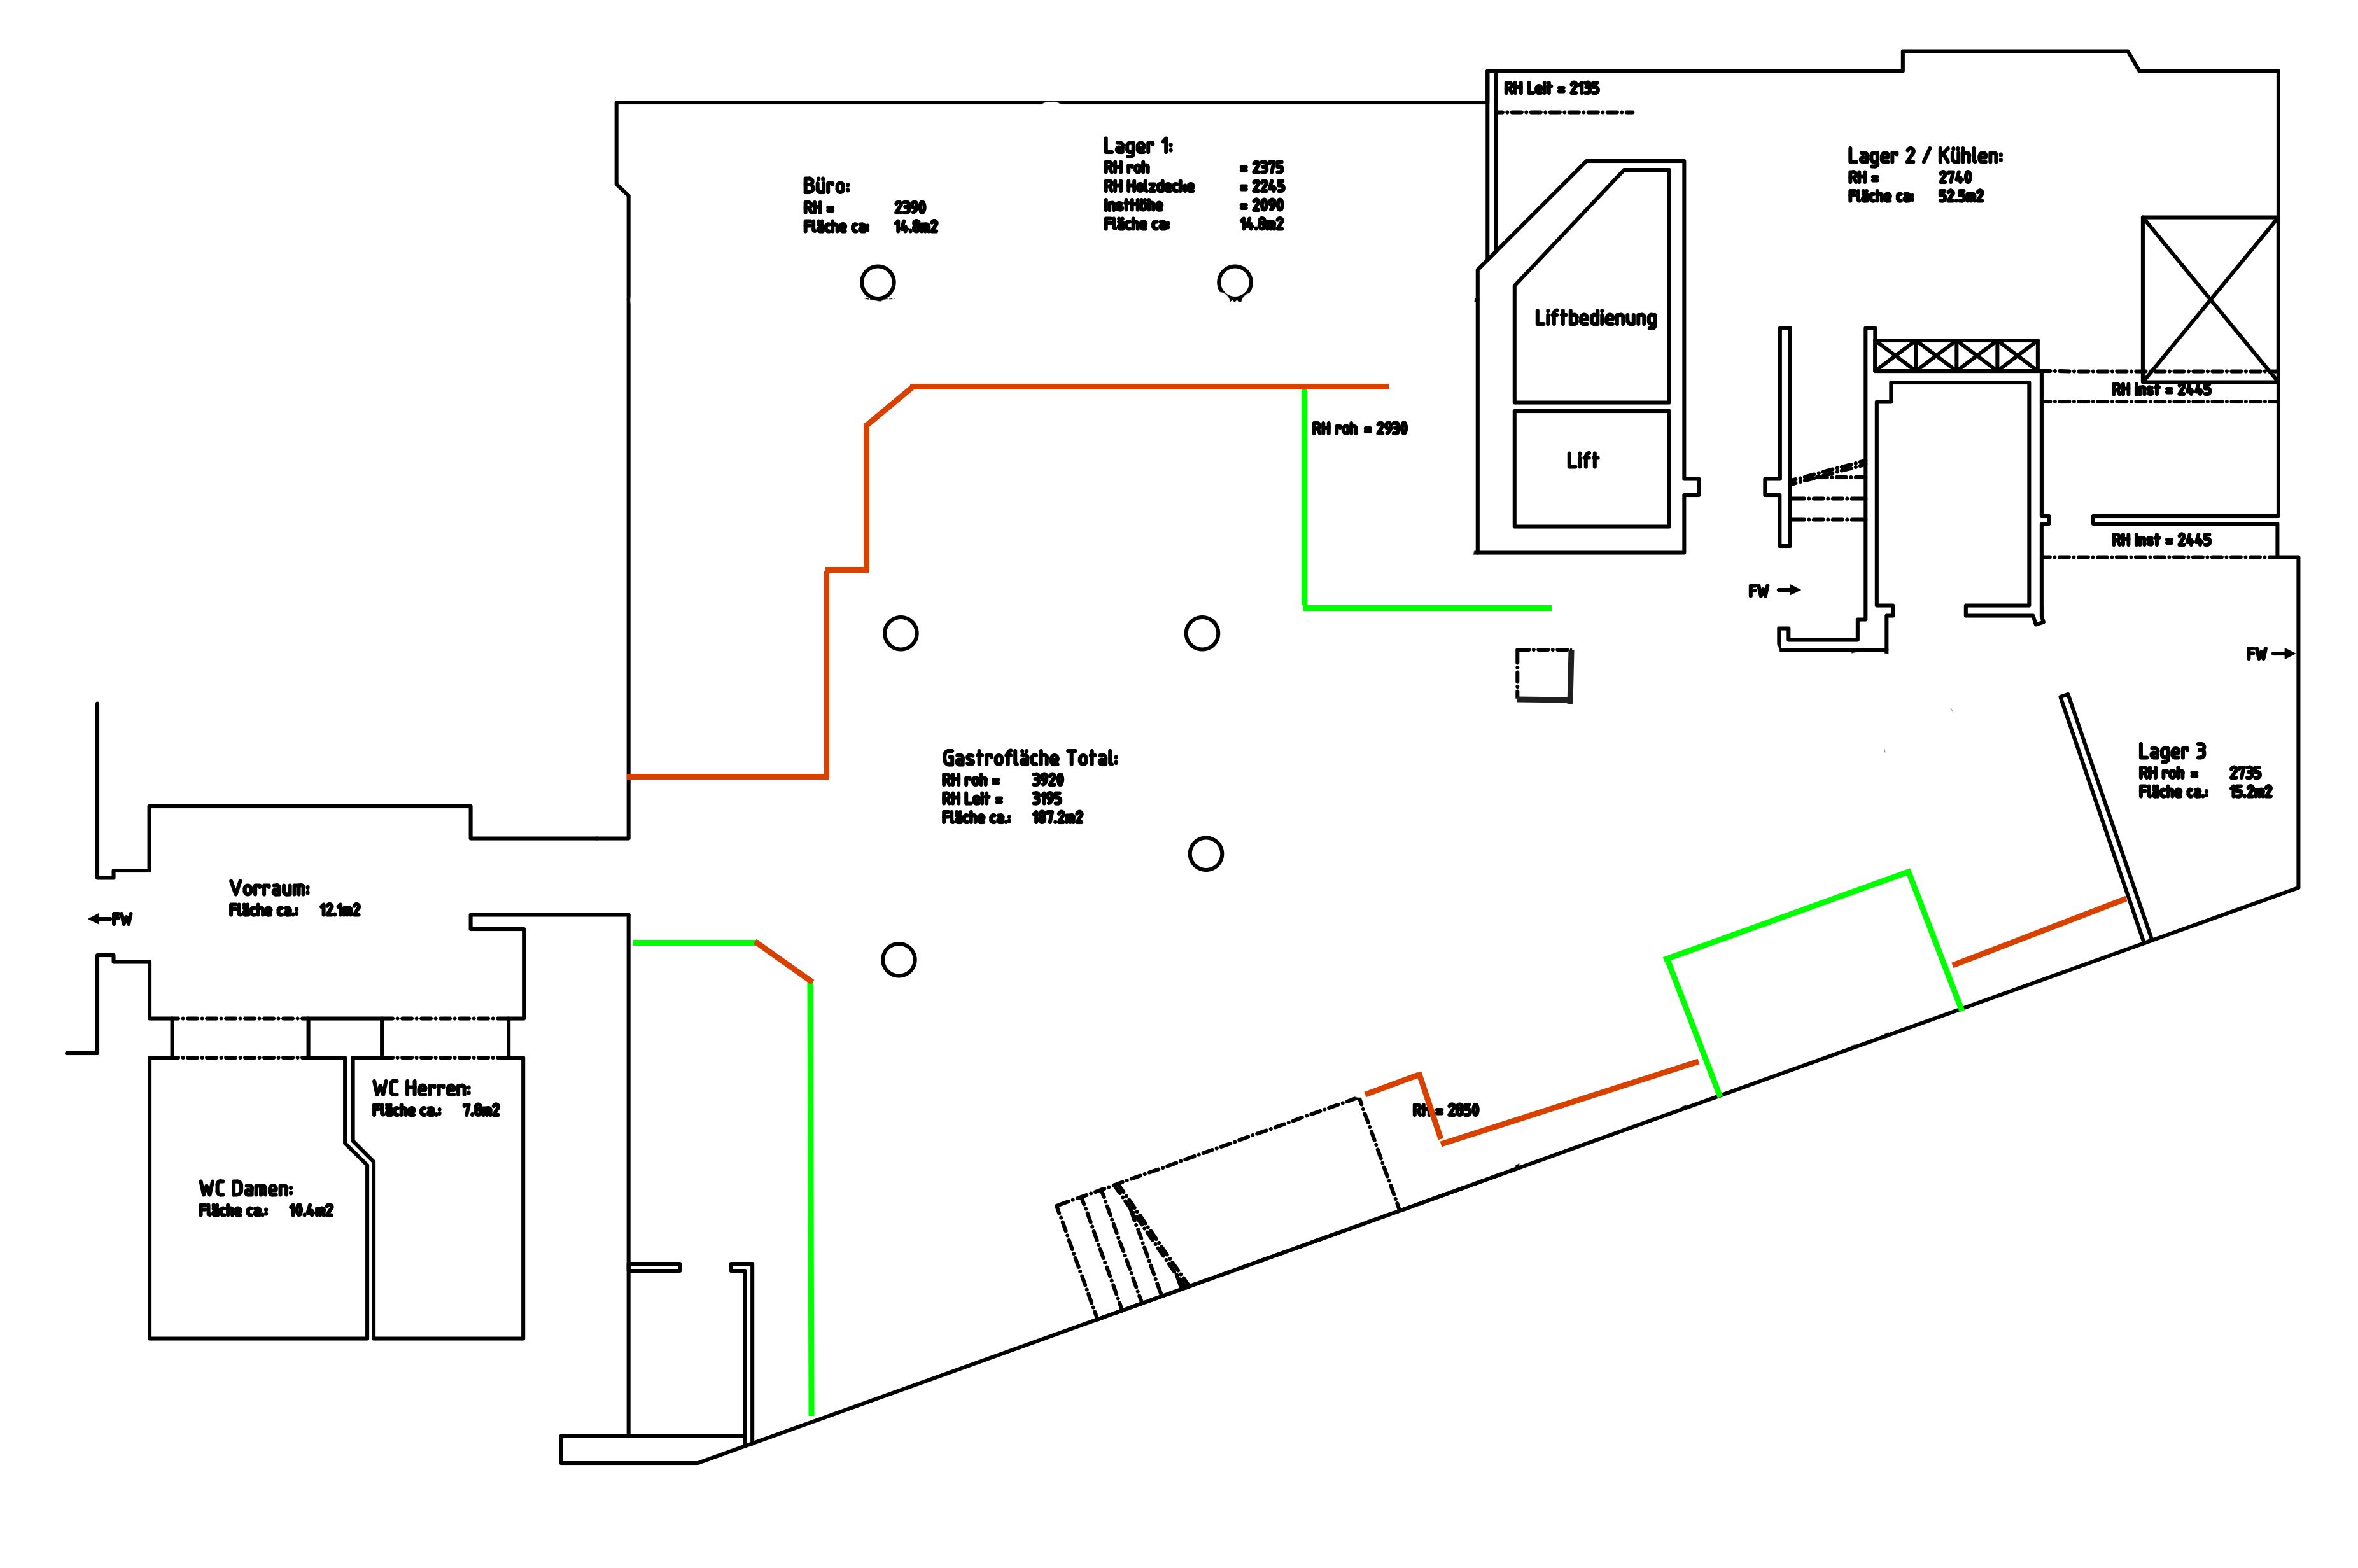 RH Leit = 2135
Lager 1:
RH roh = 2375
RH Holzdecke = 2245
InstHöhe = 2090
Fläche ca: 14.8m2
Büro:
RH = 2390
Fläche ca: 14.8m2
Lager 2 / Kühlen:
RH = 2740
Fläche ca: 52.5m2
Liftbedienung
RH inst = 2445
RH roh = 2930
Lift
RH inst = 2445
FW
FW
Gastrofläche Total:
RH roh = 3920
RH Leit = 3195
Fläche ca.: 187.2m2
Lager 3
RH roh = 2735
Fläche ca.: 15.2m2
Vorraum:
Fläche ca.: 12.1m2
FW
WC Herren:
Fläche ca.: 7.8m2
RH = 2850
WC Damen:
Fläche ca.: 10.4m2